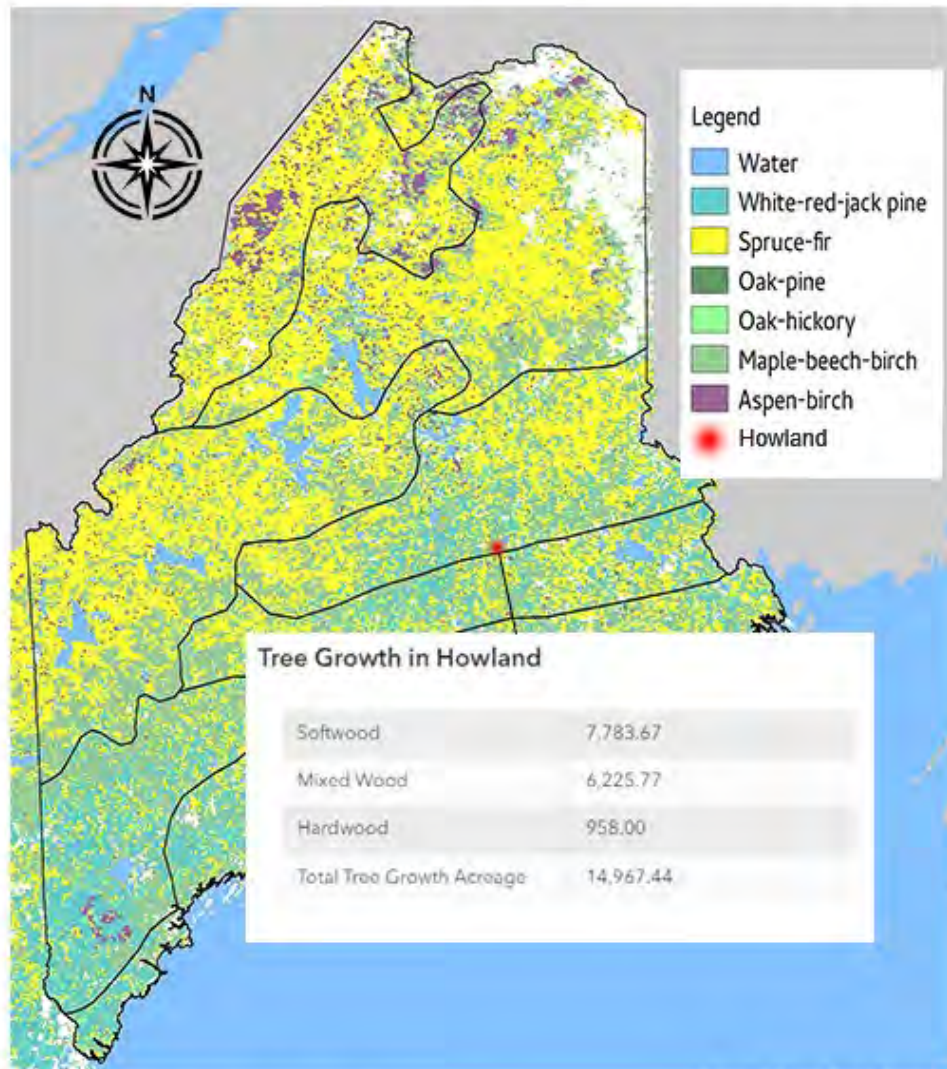 N
Legend
Water
White-red-jack pine
Spruce-fir
Oak-pine
Oak-hickory
Maple-beech-birch
Aspen-birch
Howland
Tree Growth in Howland
Softwood 7,783.67
Mixed Wood 6,225.77
Hardwood 958.00
Total Tree Growth Acreage 14,967.44